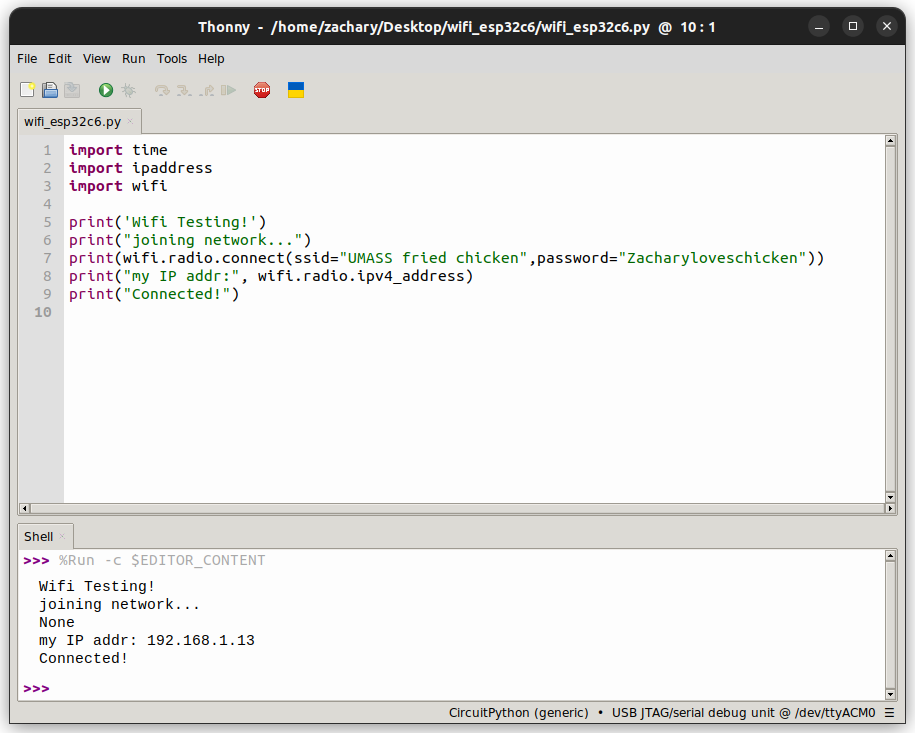 Thonny - /home/zachary/Desktop/wifi_esp32c6/wifi_esp32c6.py @ 10 : 1
File Edit View Run Tools Help
STOP
wifi_esp32c6.py ×
1 import time
2 import ipaddress
3 import wifi
4
5 print('Wifi Testing!')
6 print("joining network...")
7 print(wifi.radio.connect(ssid="UMASS fried chicken",password="Zacharyloveschicken"))
8 print("my IP addr:", wifi.radio.ipv4_address)
9 print("Connected!")
10
Shell ×
>>> %Run -c $EDITOR_CONTENT
Wifi Testing!
joining network...
None
my IP addr: 192.168.1.13
Connected!
>>>
CircuitPython (generic) • USB JTAG/serial debug unit @ /dev/ttyACM0 ☰